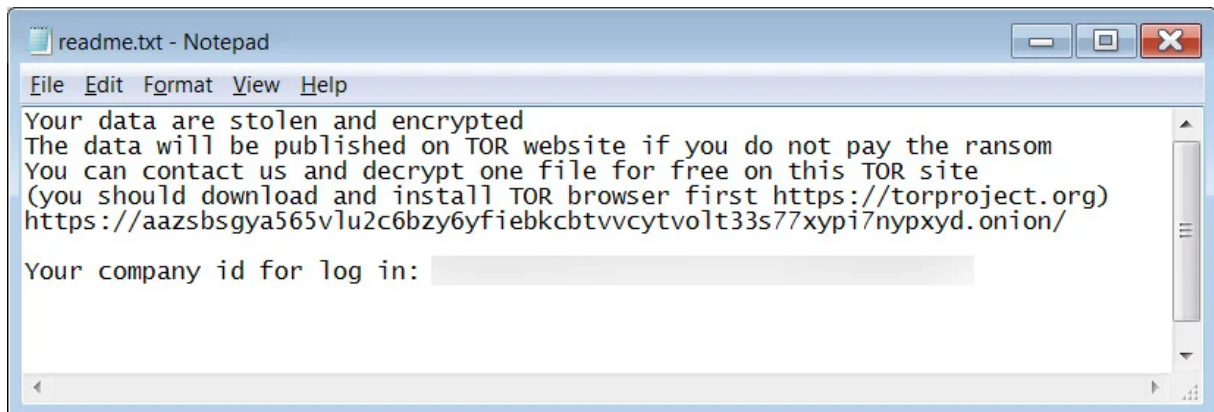 readme.txt - Notepad
File Edit Format View Help
Your data are stolen and encrypted
The data will be published on TOR website if you do not pay the ransom
You can contact us and decrypt one file for free on this TOR site
(you should download and install TOR browser first https://torproject.org)
https://aazsbsgya565vlu2c6bzy6yfiebkcbtvvcytvolt33s77xypi7nypxyd.onion/
Your company id for log in: